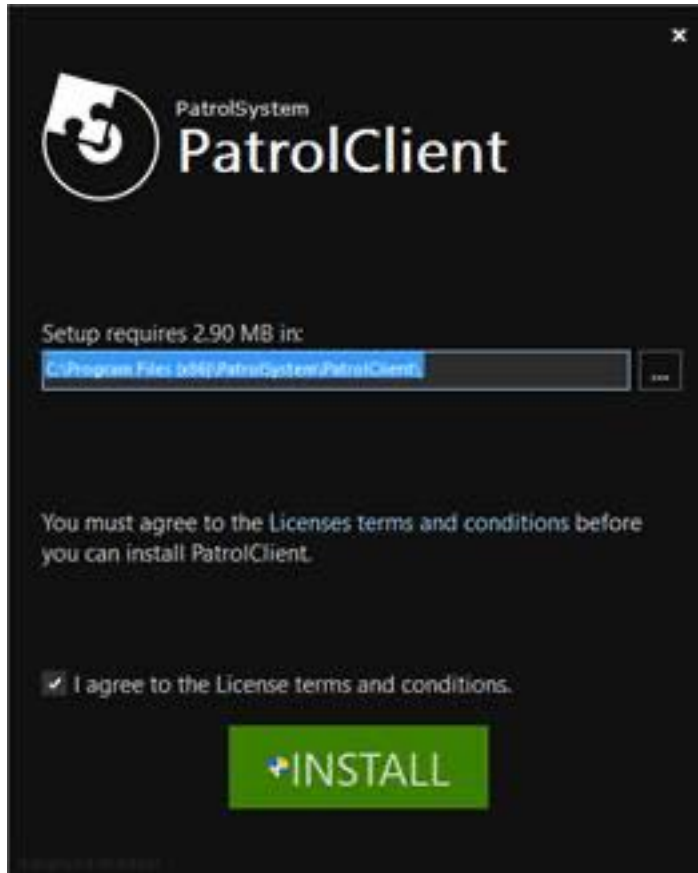 PatrolSystem
PatrolClient
Setup requires 2.90 MB in:
C:\Program Files (x86)\PatrolSystem\PatrolClient\
...
You must agree to the Licenses terms and conditions before
you can install PatrolClient.
I agree to the License terms and conditions.
INSTALL